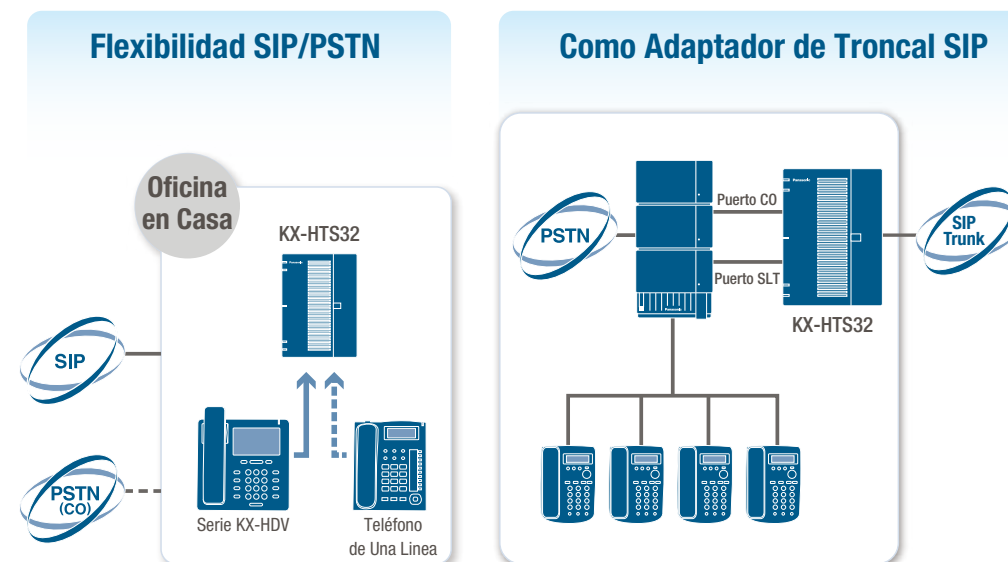 Flexibilidad SIP/PSTN
Oficina
en Casa
KX-HTS32
SIP
PSTN
(CO)
Serie KX-HDV
Teléfono
de Una Linea
Como Adaptador de Troncal SIP
PSTN
Puerto CO
Puerto SLT
KX-HTS32
SIP
Trunk
Panasonic